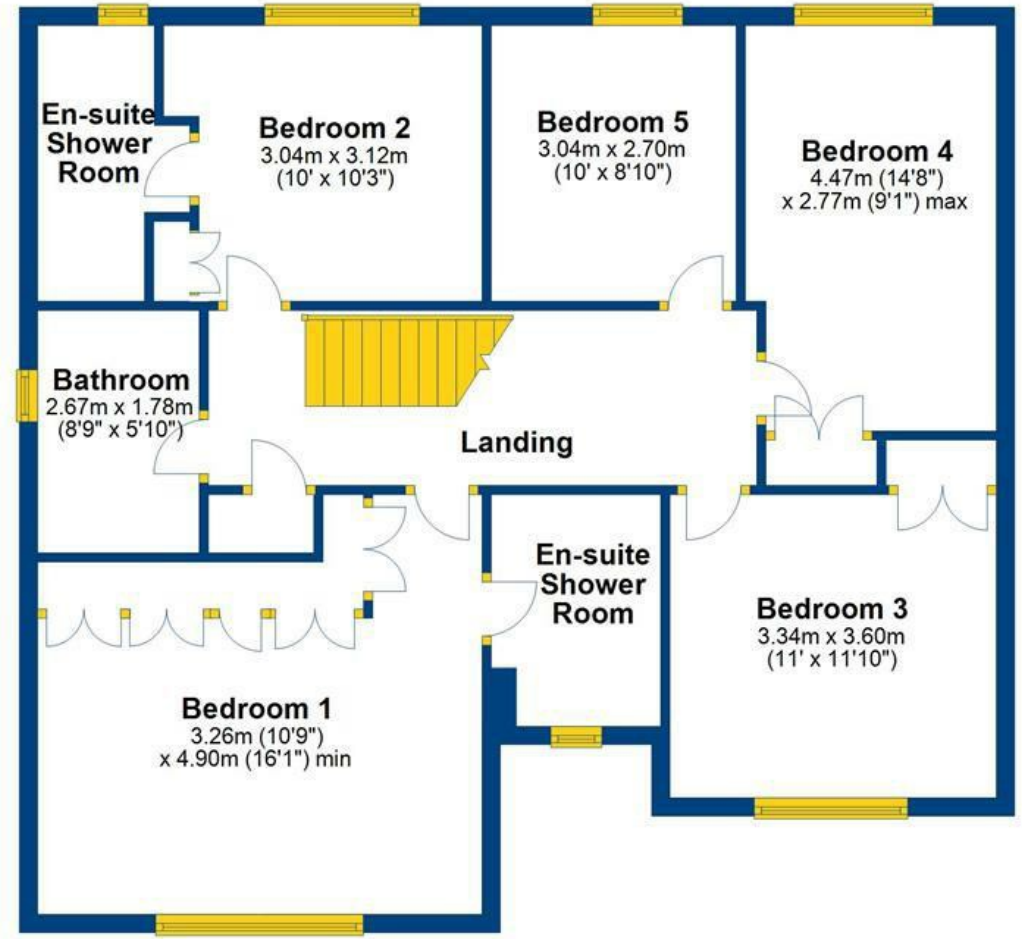 En-suite
Shower
Room
Bedroom 2
3.04m x 3.12m
(10' x 10'3")
Bedroom 5
3.04m x 2.70m
(10' x 8'10")
Bedroom 4
4.47m (14'8")
x 2.77m (9'1") max
Bathroom
2.67m x 1.78m
(8'9" x 5'10")
Landing
En-suite
Shower
Room
Bedroom 3
3.34m x 3.60m
(11' x 11'10")
Bedroom 1
3.26m (10'9")
x 4.90m (16'1") min